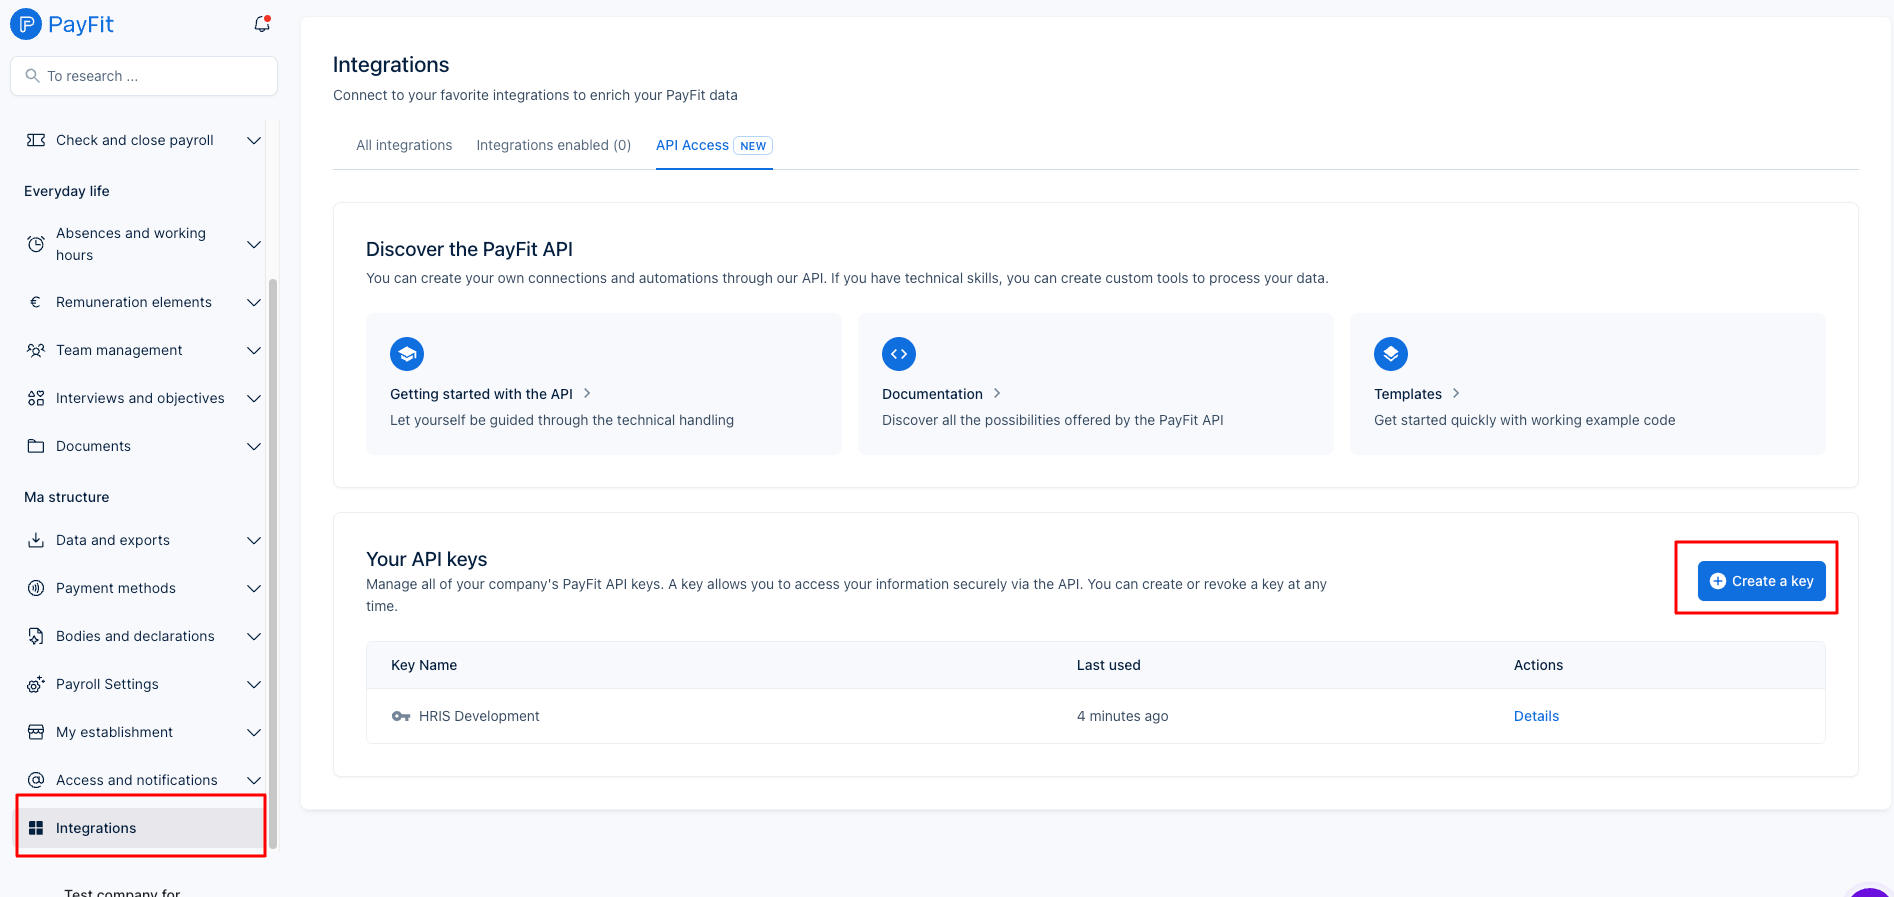 PayFit
To research ...
Check and close payroll
Everyday life
Absences and working
hours
€ Remuneration elements
Team management
Interviews and objectives
Documents
Ma structure
Data and exports
Payment methods
Bodies and declarations
Payroll Settings
My establishment
Access and notifications
Integrations
Test company for
Integrations
Connect to your favorite integrations to enrich your PayFit data
All integrations Integrations enabled (0) API Access NEW
Discover the PayFit API
You can create your own connections and automations through our API. If you have technical skills, you can create custom tools to process your data.
Getting started with the API
Let yourself be guided through the technical handling
Documentation
Discover all the possibilities offered by the PayFit API
Templates
Get started quickly with working example code
Your API keys
Manage all of your company's PayFit API keys. A key allows you to access your information securely via the API. You can create or revoke a key at any
time.
Create a key
Key Name Last used Actions
HRIS Development 4 minutes ago Details